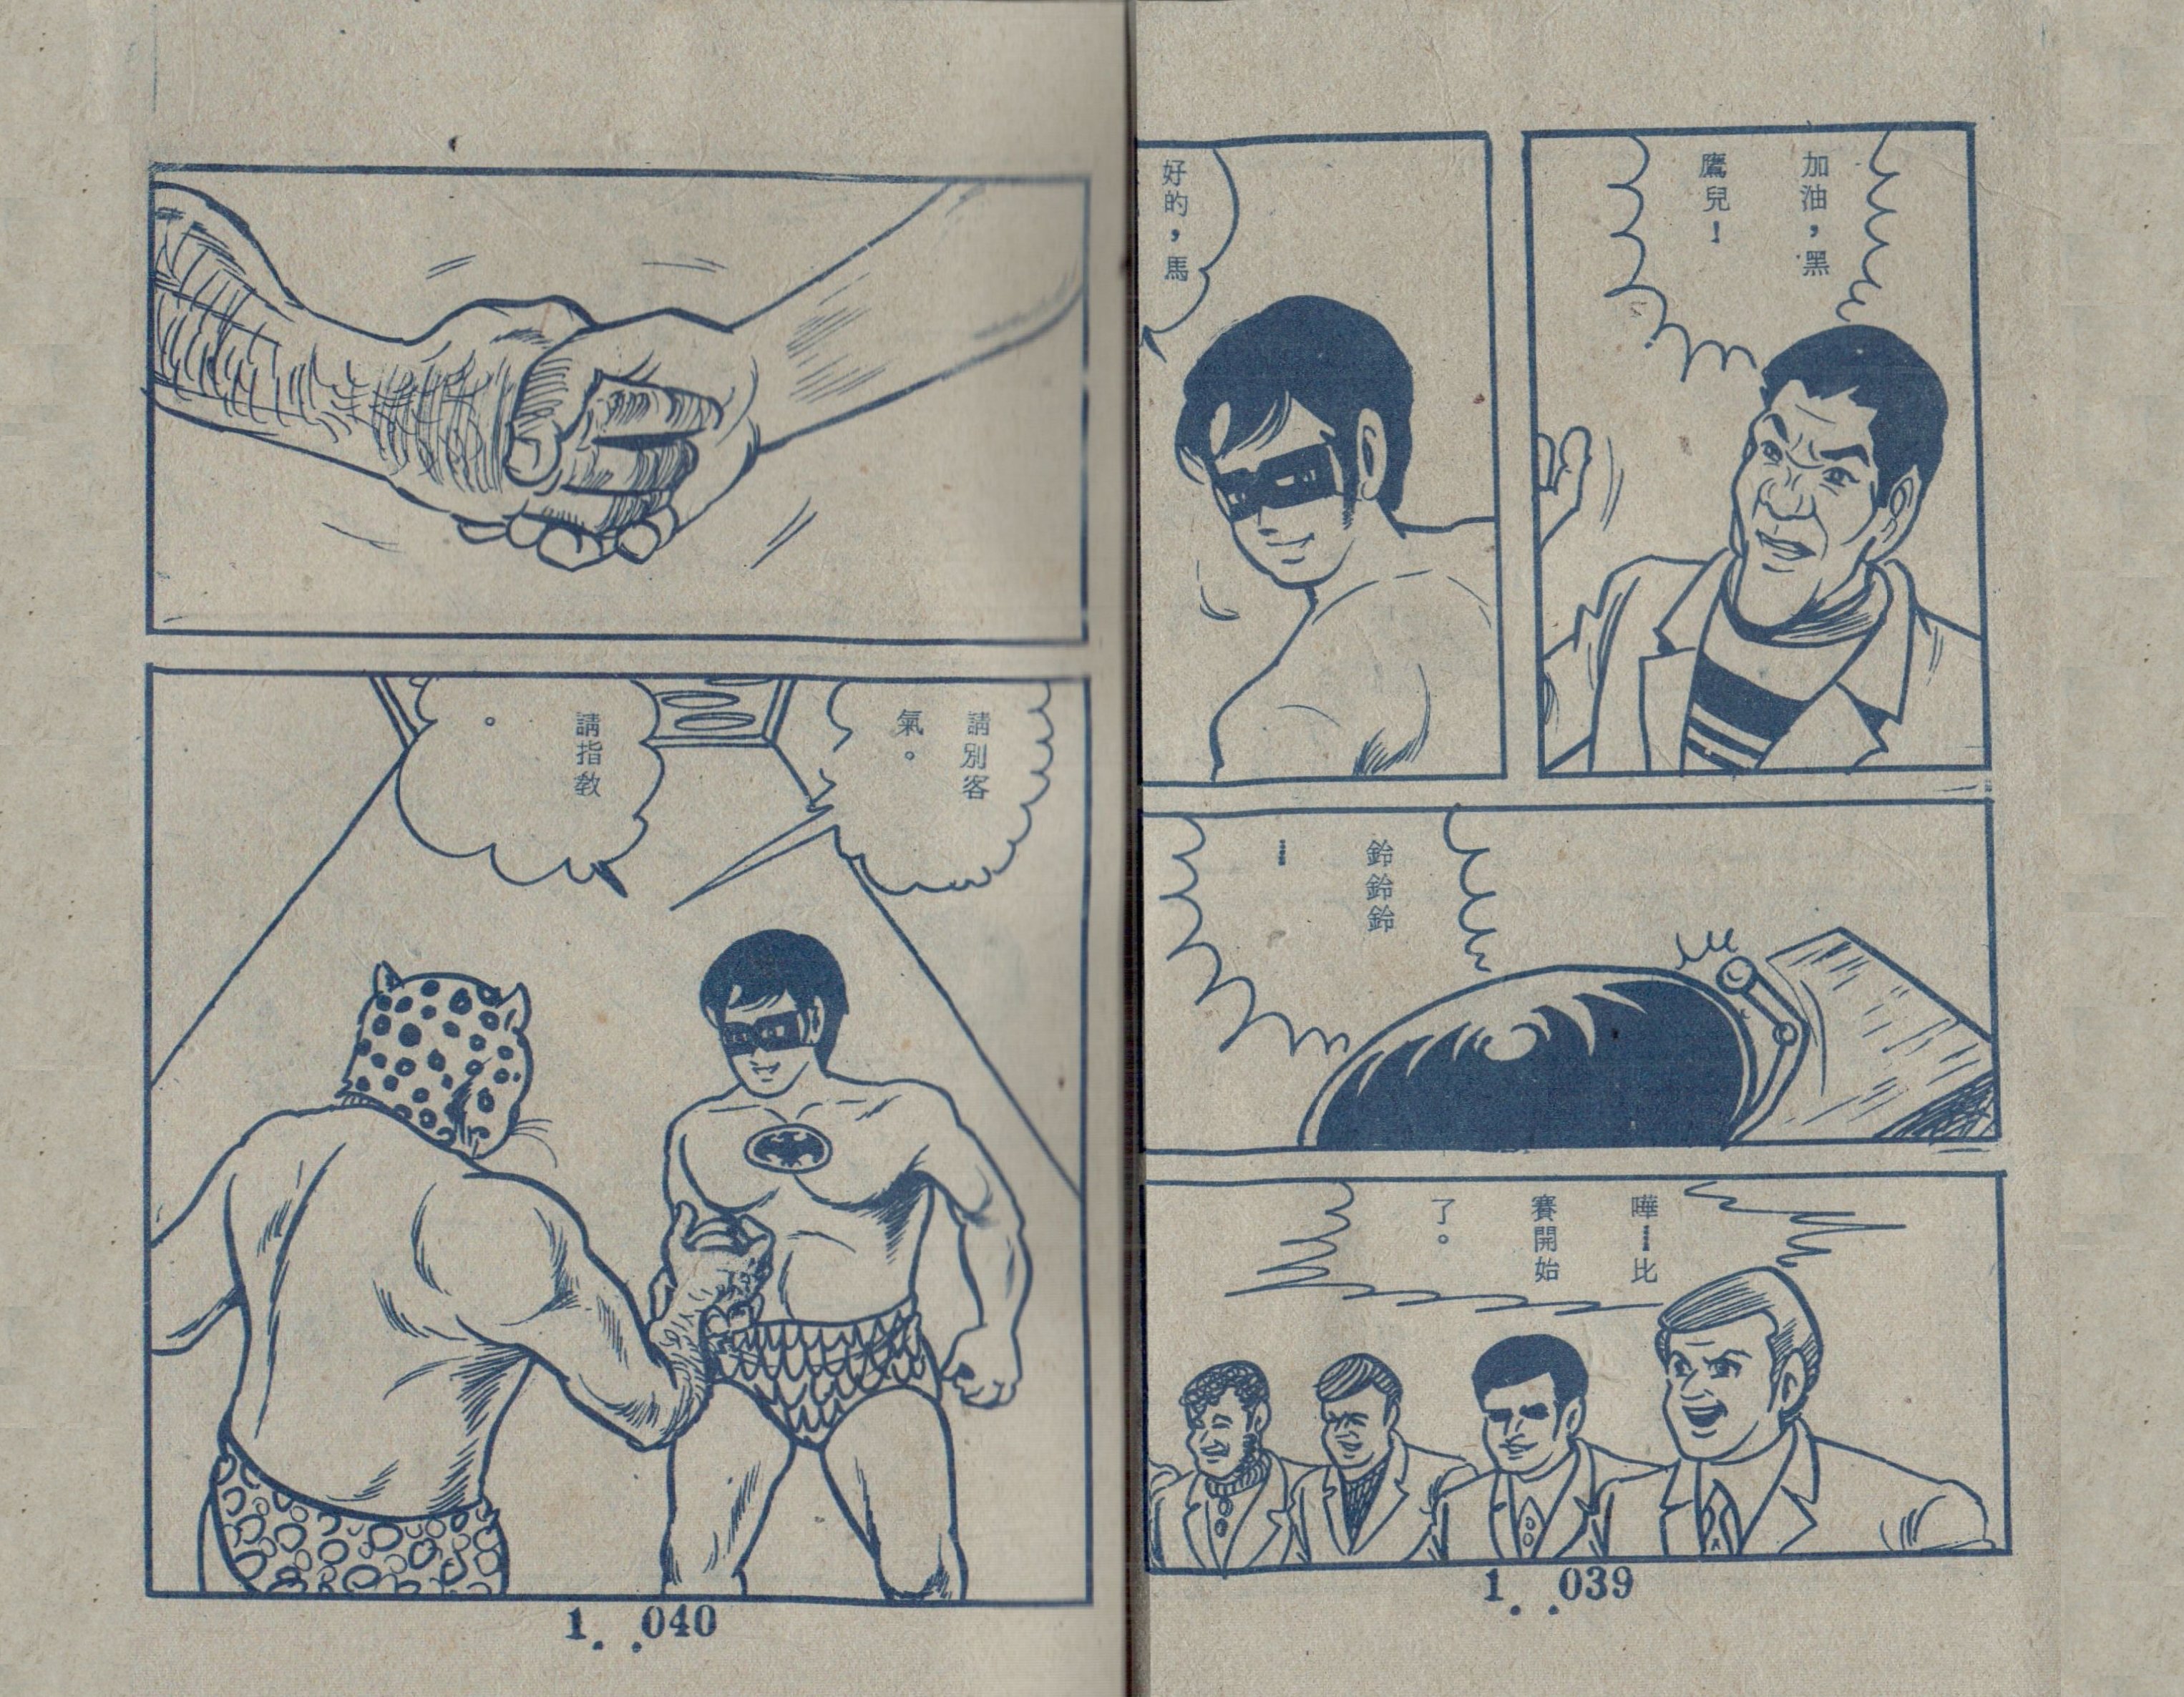 加油，黑
鷹兒！
好的，馬
鈴鈴鈴
┅
嘩┅比
賽開始
了。
1..039
請別客
氣。
請指教
。
1..040